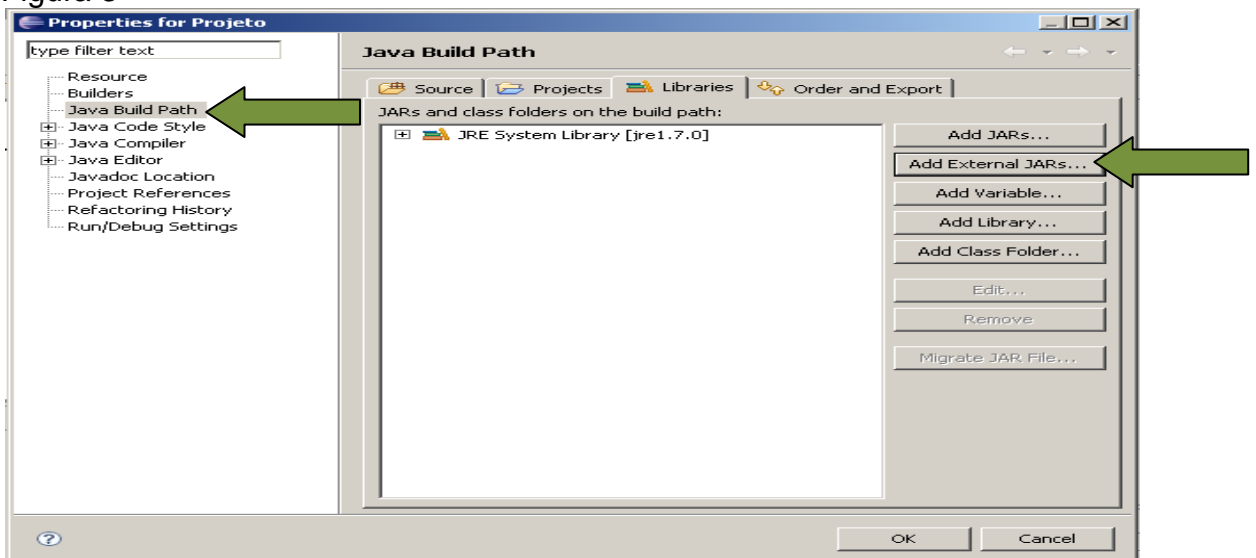 Properties for Projeto
type filter text
Resource
Builders
Java Build Path
Java Code Style
Java Compiler
Java Editor
Javadoc Location
Project References
Refactoring History
Run/Debug Settings
Java Build Path
Source Projects Libraries Order and Export
JARs and class folders on the build path:
JRE System Library [jre1.7.0]
Add JARs...
Add External JARs...
Add Variable...
Add Library...
Add Class Folder...
Edit...
Remove
Migrate JAR File...
OK Cancel